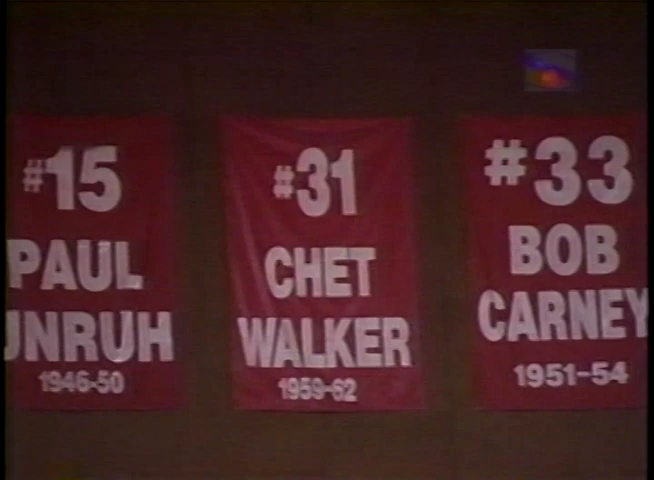 #15
PAUL
UNRUH
1946-50
#31
CHET
WALKER
1959-62
#33
BOB
CARNEY
1951-54